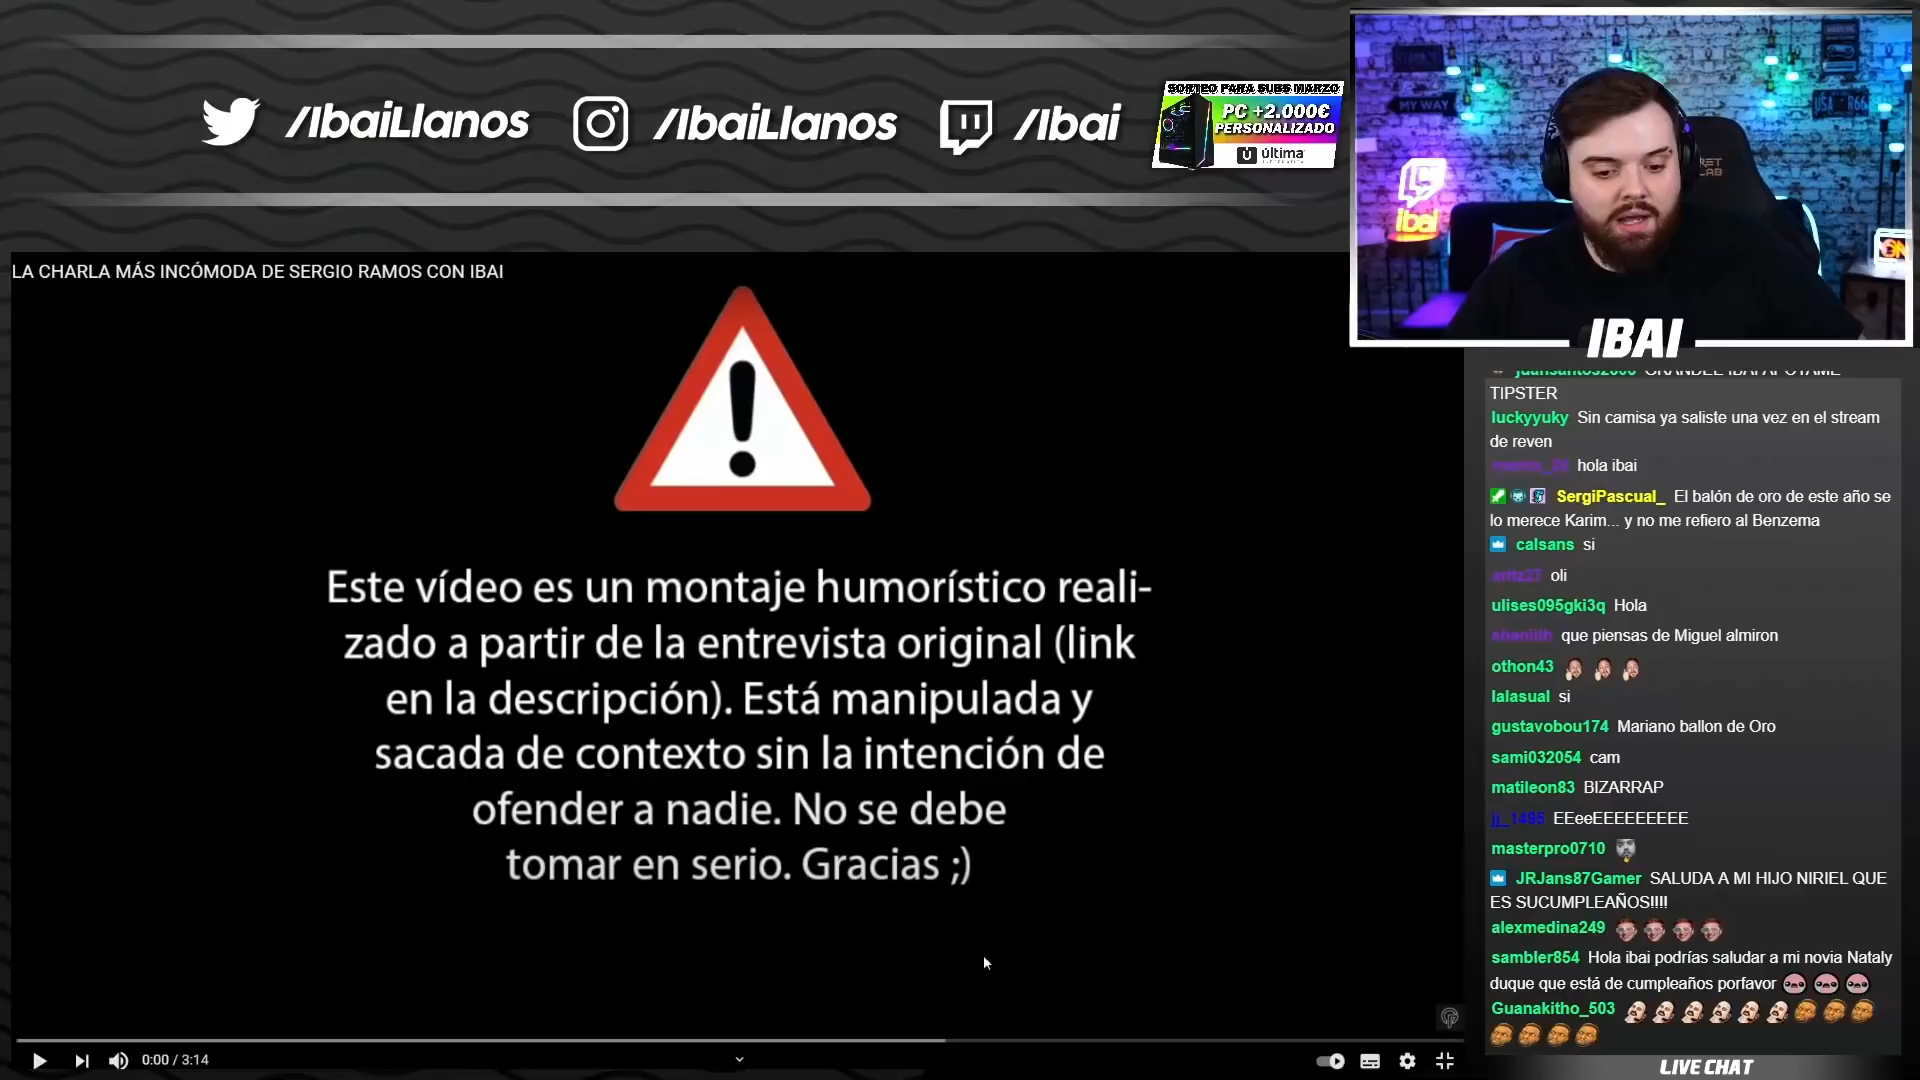 /IbaiLlanos
/IbaiLlanos
/Ibai
SORTEO PARA SUBS MARZO
PC +2.000€
PERSONALIZADO
última
MY WAY
ibai
IBAI
LA CHARLA MÁS INCÓMODA DE SERGIO RAMOS CON IBAI
Este vídeo es un montaje humorístico reali-
zado a partir de la entrevista original (link
en la descripción). Está manipulada y
sacada de contexto sin la intención de
ofender a nadie. No se debe
tomar en serio. Gracias ;)
0:00 / 3:14
TIPSTER
luckyyuky Sin camisa ya saliste una vez en el stream
de reven
hola ibai
SergiPascual_ El balón de oro de este año se
lo merece Karim... y no me refiero al Benzema
calsans si
aritz27 oli
ulises095gki3q Hola
que piensas de Miguel almiron
othon43
lalasual si
gustavobou174 Mariano ballon de Oro
sami032054 cam
matileon83 BIZARRAP
jj_1495 EEeeEEEEEEEEE
masterpro0710
JRJans87Gamer SALUDA A MI HIJO NIRIEL QUE
ES SUCUMPLEAÑOS!!!!
alexmedina249
sambler854 Hola ibai podrías saludar a mi novia Nataly
duque que está de cumpleaños porfavor
Guanakitho_503
LIVE CHAT